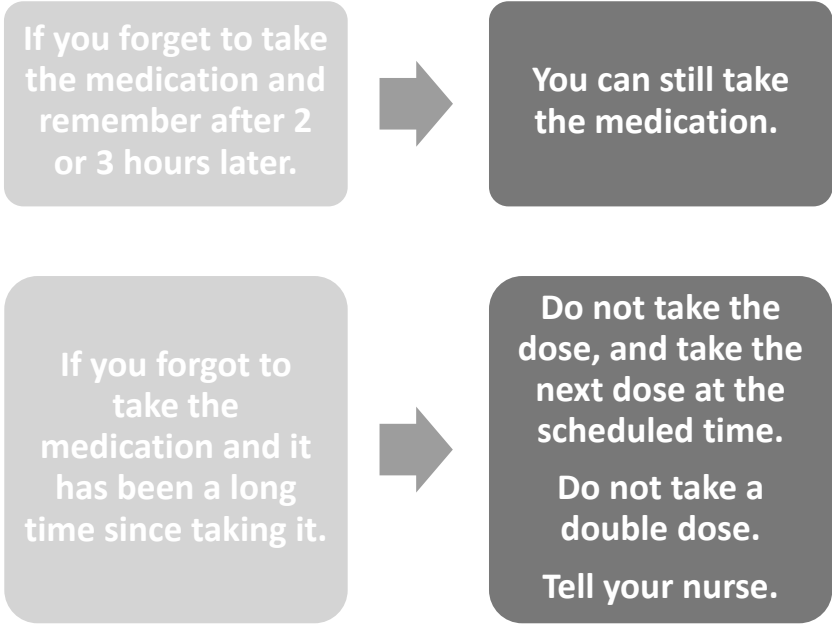 If you forget to take
the medication and
remember after 2
or 3 hours later.
You can still take
the medication.
If you forgot to
take the
medication and it
has been a long
time since taking it.
Do not take the
dose, and take the
next dose at the
scheduled time.
Do not take a
double dose.
Tell your nurse.